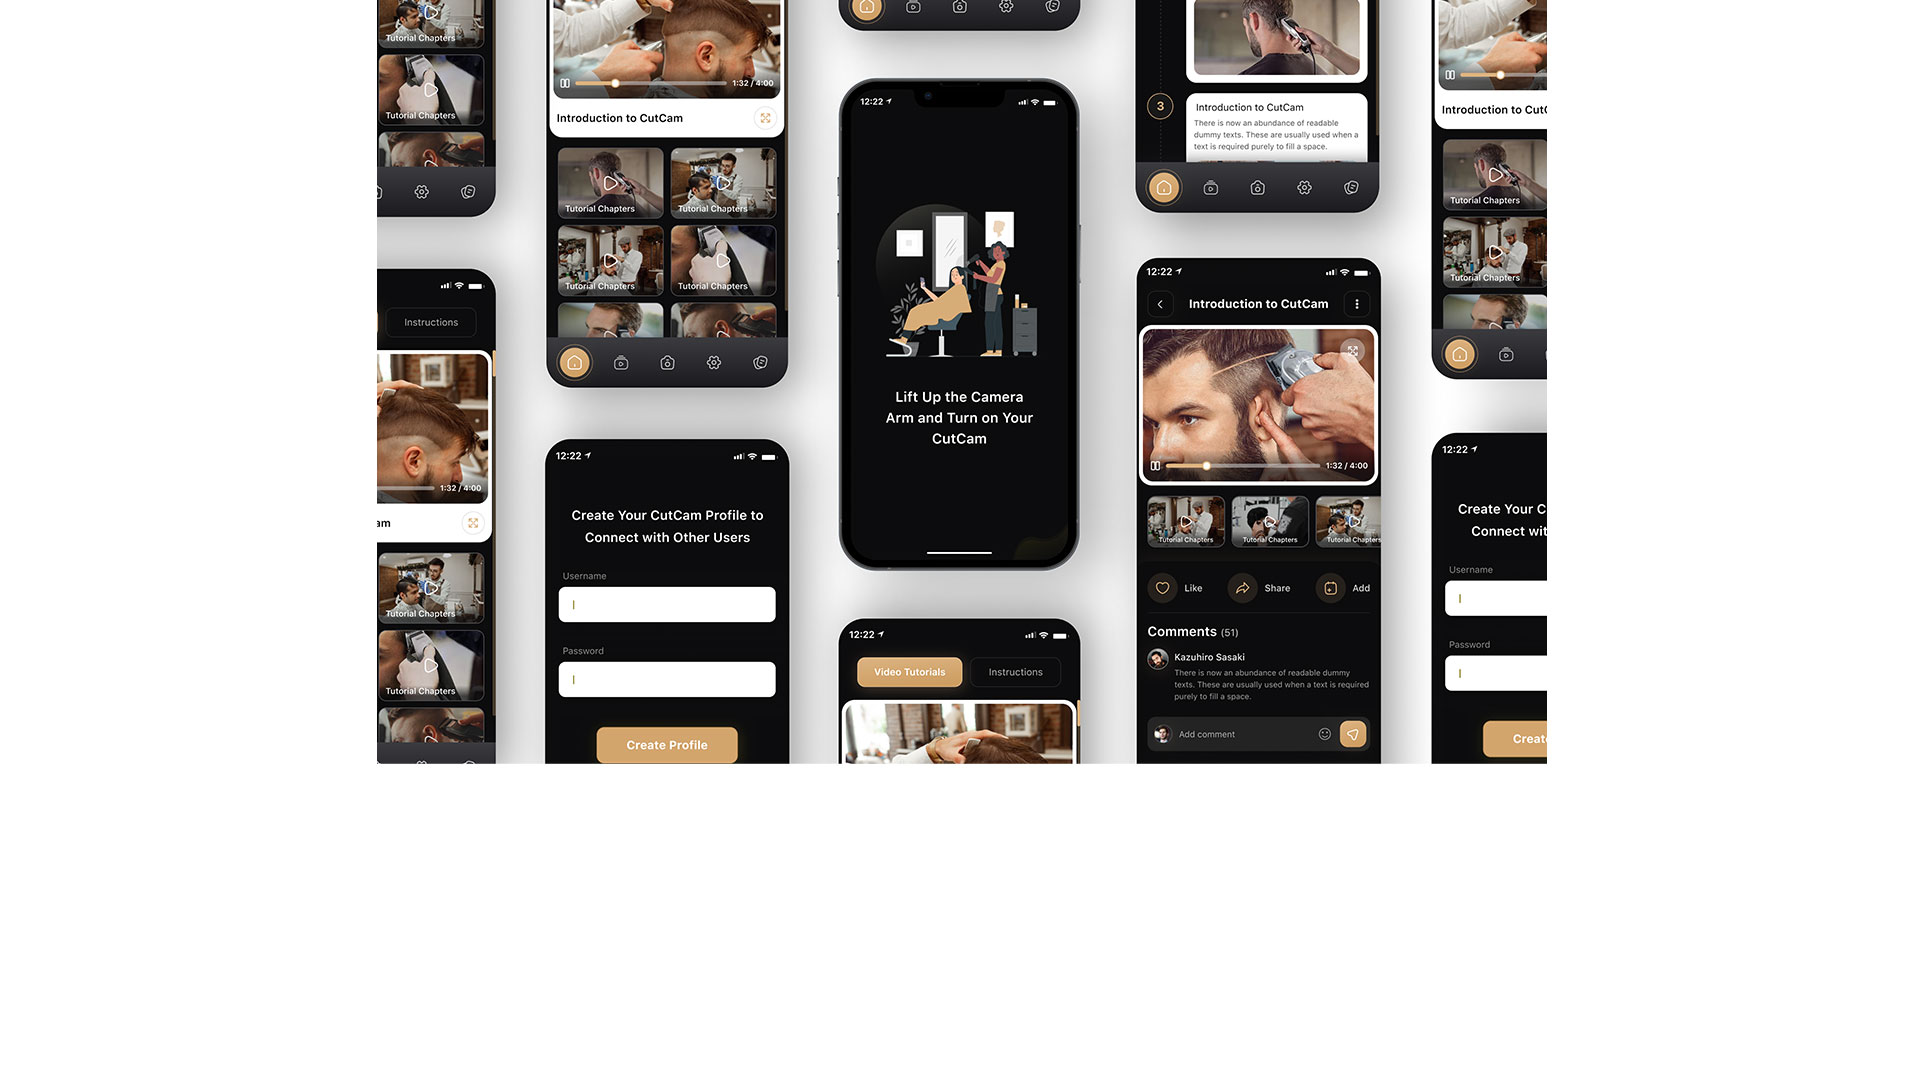 Tutorial Chapters
Tutorial Chapters
Instructions
1:32 / 4:00
am
Tutorial Chapters
Tutorial Chapters
1:32 / 4:00
Introduction to CutCam
Tutorial Chapters
Tutorial Chapters
Tutorial Chapters
Tutorial Chapters
12:22
Create Your CutCam Profile to
Connect with Other Users
Username
Password
Create Profile
12:22
Lift Up the Camera
Arm and Turn on Your
CutCam
12:22
Video Tutorials
Instructions
3
Introduction to CutCam
There is now an abundance of readable
dummy texts. These are usually used when a
text is required purely to fill a space.
12:22
Introduction to CutCam
1:32 / 4:00
Tutorial Chapters
Tutorial Chapters
Tutorial Chapters
Like
Share
Add
Comments (51)
Kazuhiro Sasaki
There is now an abundance of readable dummy
texts. These are usually used when a text is required
purely to fill a space.
Add comment
Introduction to Cut
Tutorial Chapters
Tutorial Chapters
12:22
Create Your C
Connect wit
Username
Password
Creat